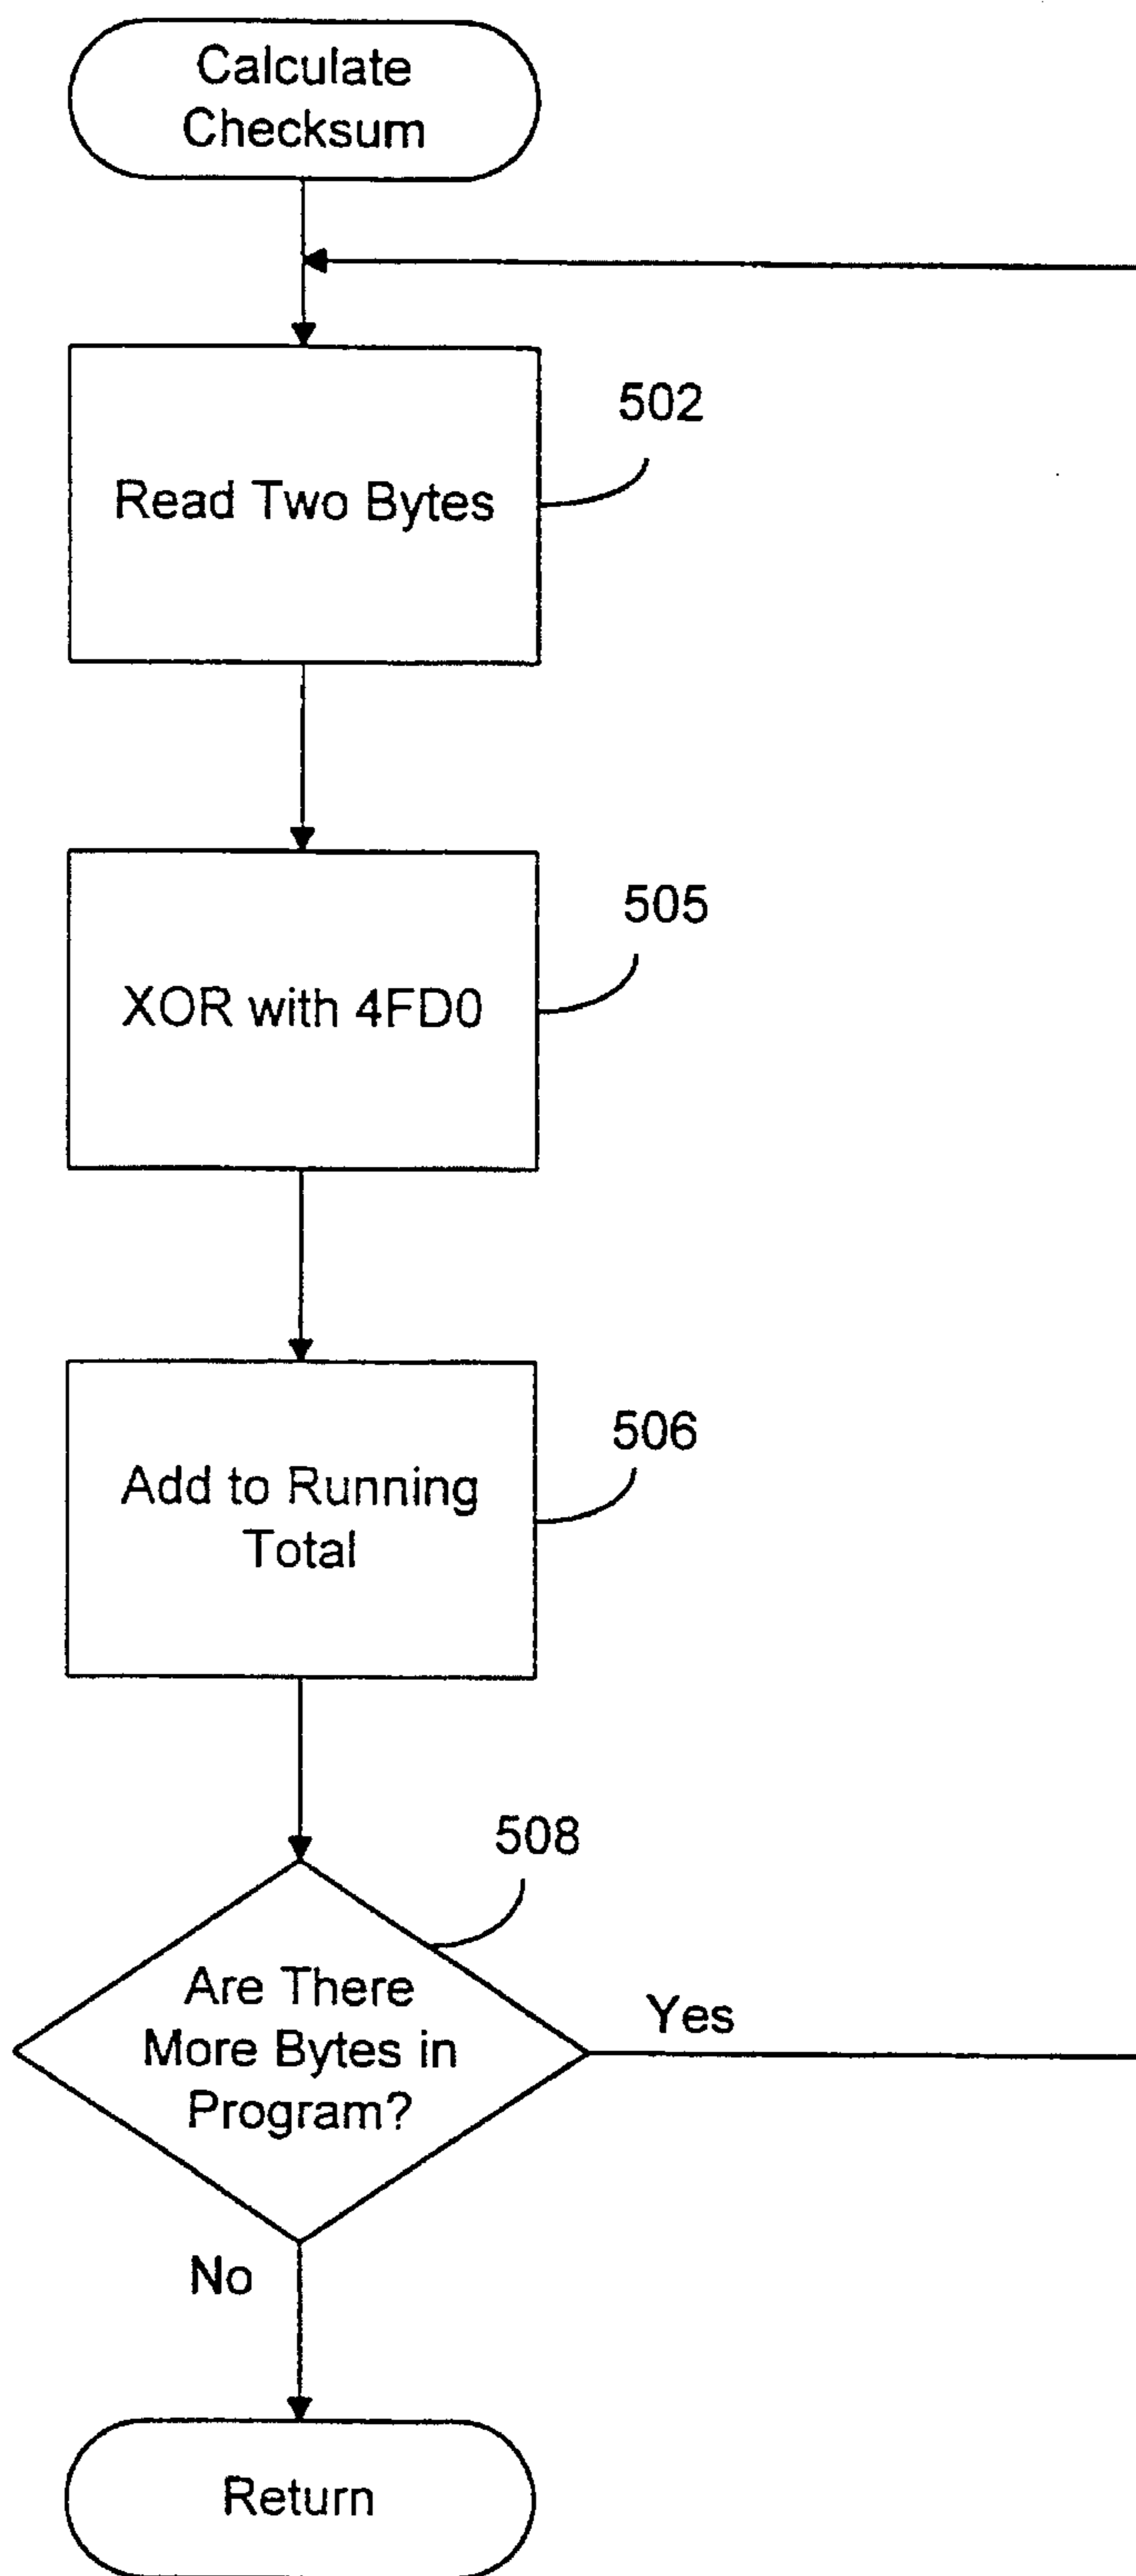 Calculate
Checksum
502
Read Two Bytes
505
XOR with 4FD0
506
Add to Running
Total
508
Are There
More Bytes in
Program?
Yes
No
Return